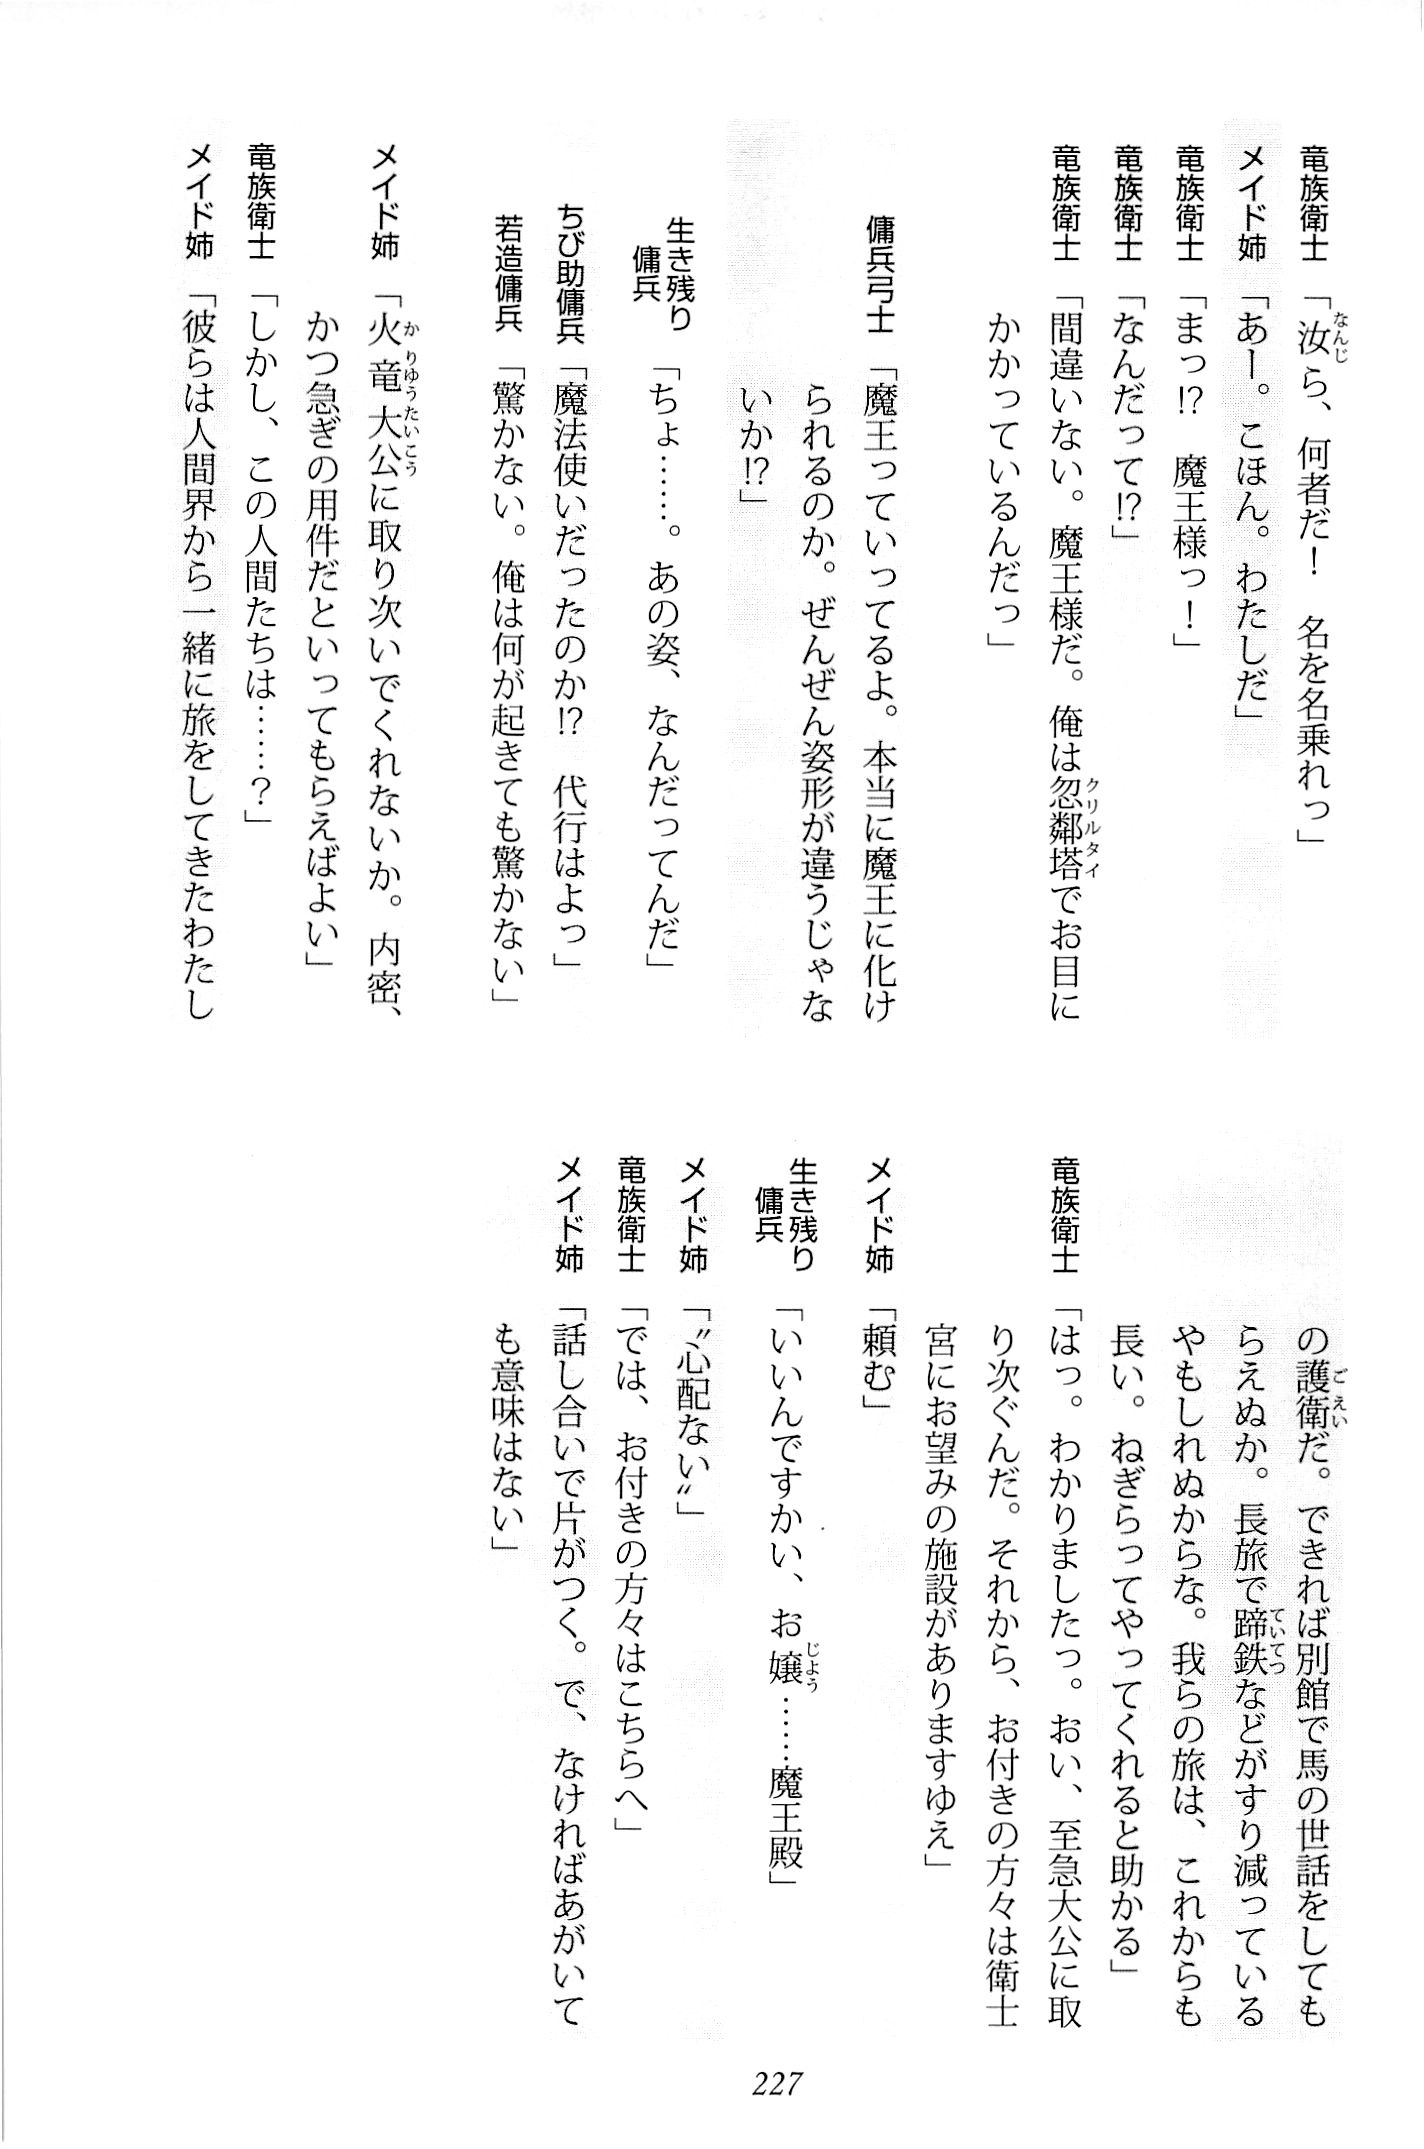 竜族衛士「汝ら、何者だ！　名を名乗れっ」
メイド姉「あー。こほん。わたしだ」
竜族衛士「まっ!?　魔王様っ！」
竜族衛士「なんだって!?」
竜族衛士「間違いない。魔王様だ。俺は忽鄰塔でお目に
かかっているんだっ」
傭兵弓士「魔王っていってるよ。本当に魔王に化け
られるのか。ぜんぜん姿形が違うじゃな
いか!?」
生き残り傭兵「ちょ……。あの姿、なんだってんだ」
ちび助傭兵「魔法使いだったのか!?　代行はよっ」
若造傭兵「驚かない。俺は何が起きても驚かない」
メイド姉「火竜大公に取り次いでくれないか。内密、
かつ急ぎの用件だといってもらえばよい」
竜族衛士「しかし、この人間たちは……？」
メイド姉「彼らは人間界から一緒に旅をしてきたわたし
の護衛だ。できれば別館で馬の世話をしても
らえぬか。長旅で蹄鉄などがすり減っている
やもしれぬからな。我らの旅は、これからも
長い。ねぎらってやってくれると助かる」
竜族衛士「はっ。わかりましたっ。おい、至急大公に取
り次ぐんだ。それから、お付きの方々は衛士
宮にお望みの施設がありますゆえ」
メイド姉「頼む」
生き残り傭兵「いいんですかい、お嬢……魔王殿」
メイド姉「〝心配ない〟」
竜族衛士「では、お付きの方々はこちらへ」
メイド姉「話し合いで片がつく。で、なければあがいて
も意味はない」
227